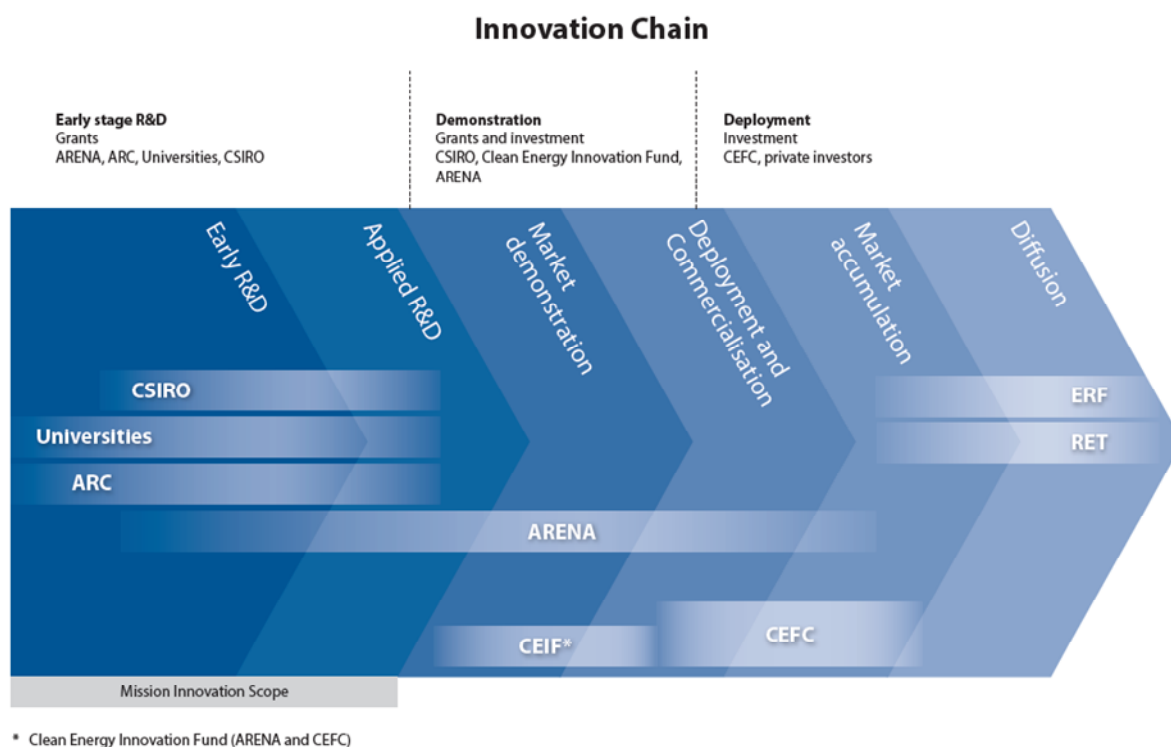 Innovation Chain
Early stage R&D
Grants
ARENA, ARC, Universities, CSIRO
Demonstration
Grants and investment
CSIRO, Clean Energy Innovation Fund,
ARENA
Deployment
Investment
CEFC, private investors
Early R&D
Applied R&D
Market
demonstration
Deployment and
Commercialisation
Market
accumulation
Diffusion
CSIRO
ERF
Universities
RET
ARC
ARENA
CEIF*
CEFC
Mission Innovation Scope
* Clean Energy Innovation Fund (ARENA and CEFC)